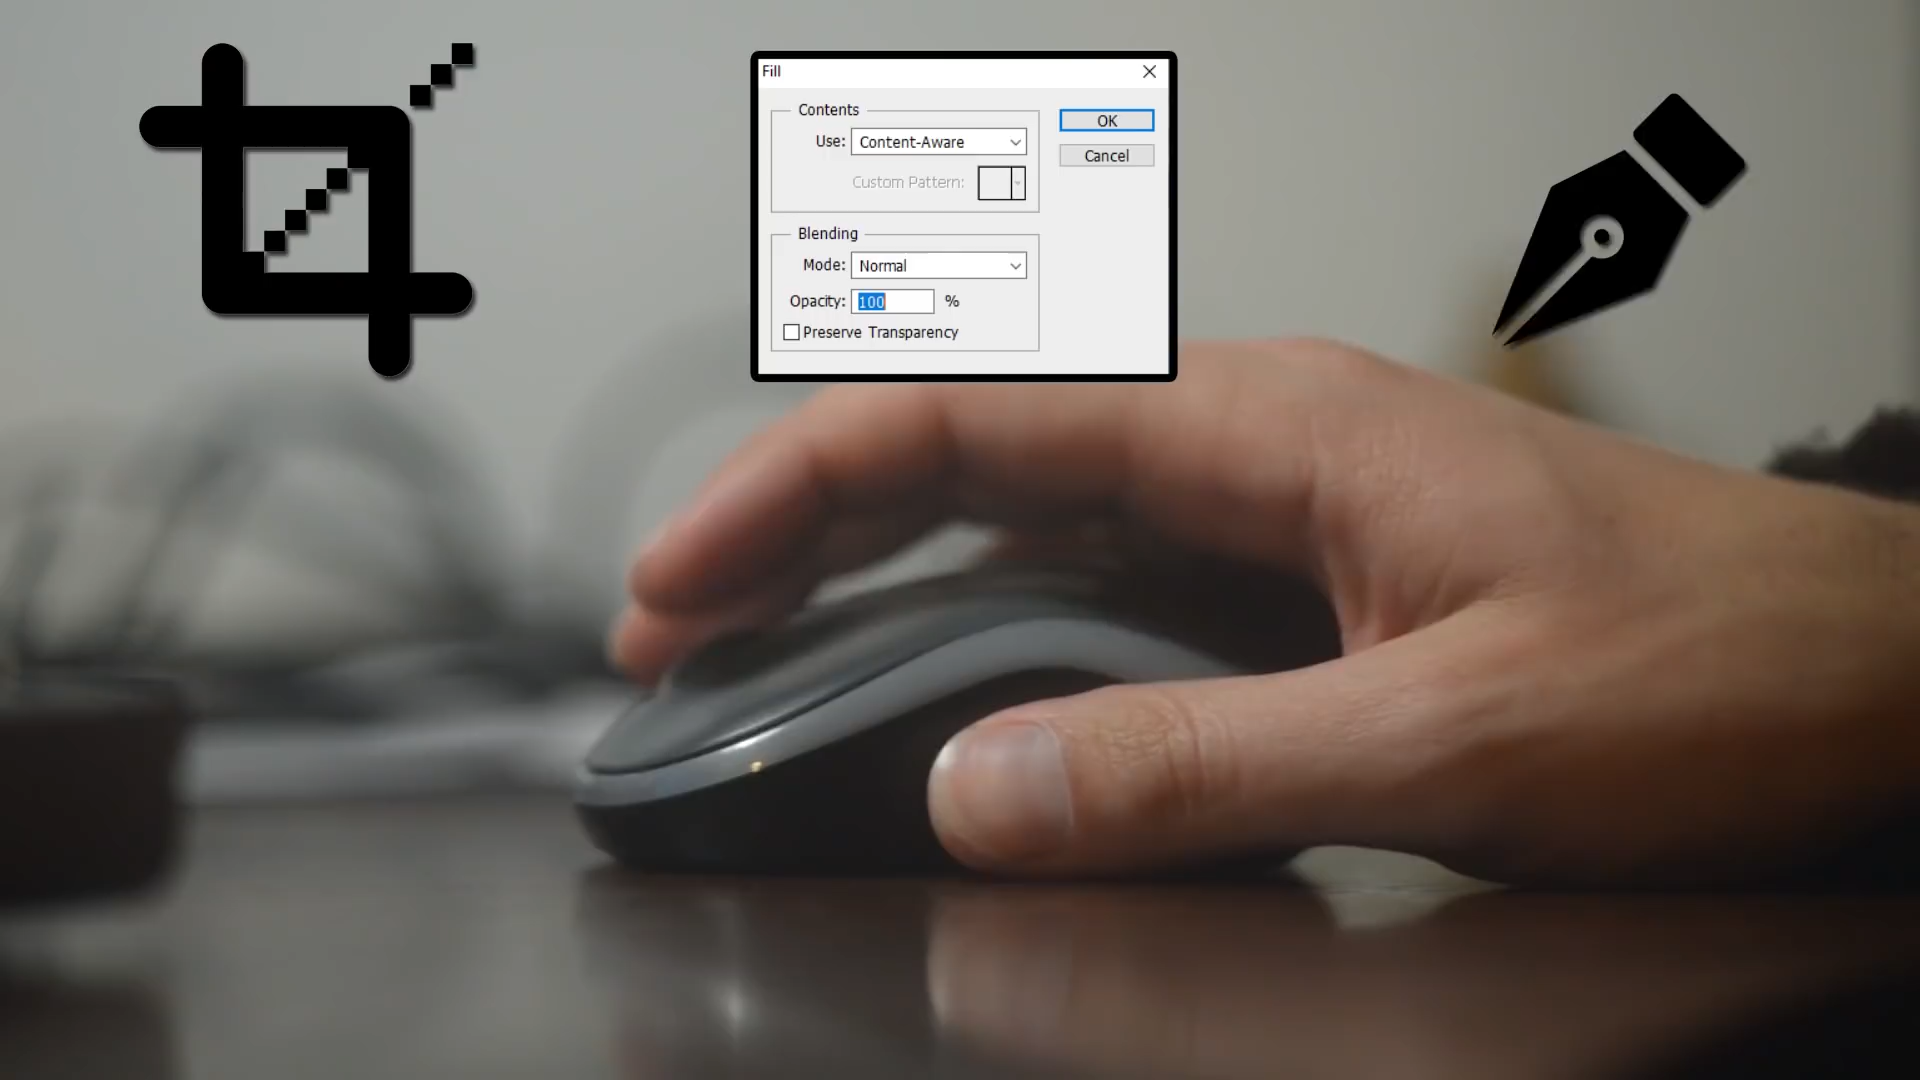 Fill
Contents
OK
Use: Content-Aware
Cancel
Custom Pattern:
Blending
Mode: Normal
Opacity: 100 %
Preserve Transparency